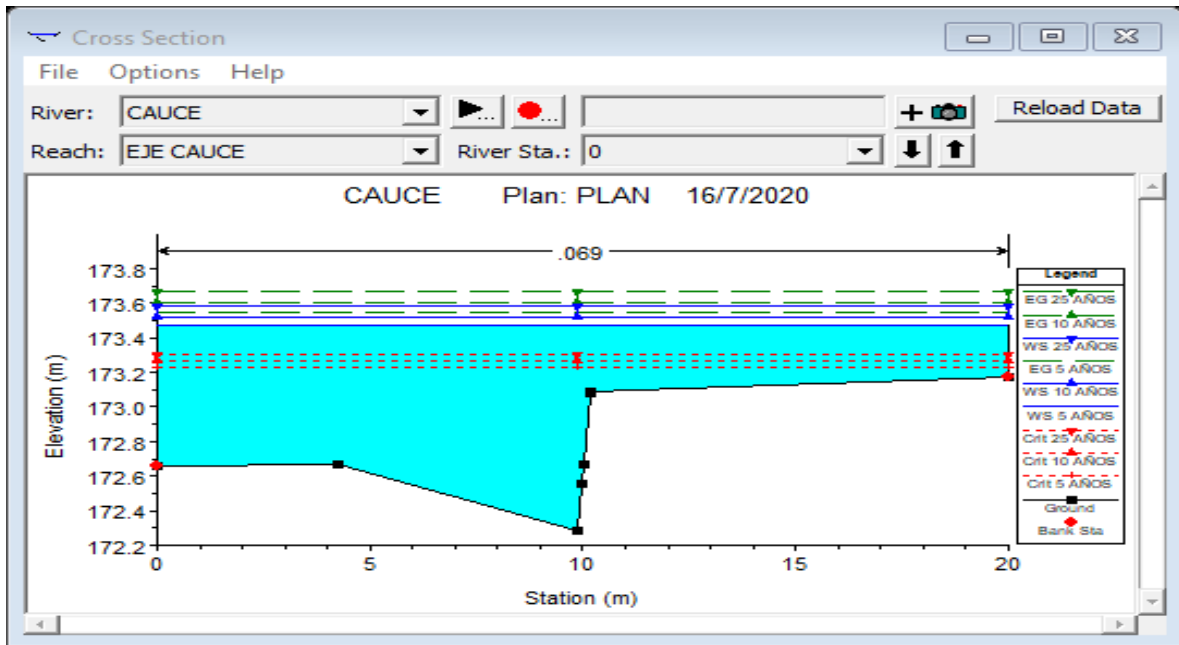 Cross Section
File Options Help
River: CAUCE ... ... + Reload Data
Reach: EJE CAUCE River Sta.: 0
CAUCE Plan: PLAN 16/7/2020
.069
173.8
173.6
173.4
173.2
173.0
172.8
172.6
172.4
172.2
Elevation (m)
0 5 10 15 20
Station (m)
Legend
EG 25 AÑOS
EG 10 AÑOS
WS 25 AÑOS
EG 5 AÑOS
WS 10 AÑOS
WS 5 AÑOS
Crit 25 AÑOS
Crit 10 AÑOS
Crit 5 AÑOS
Ground
Bank Sta